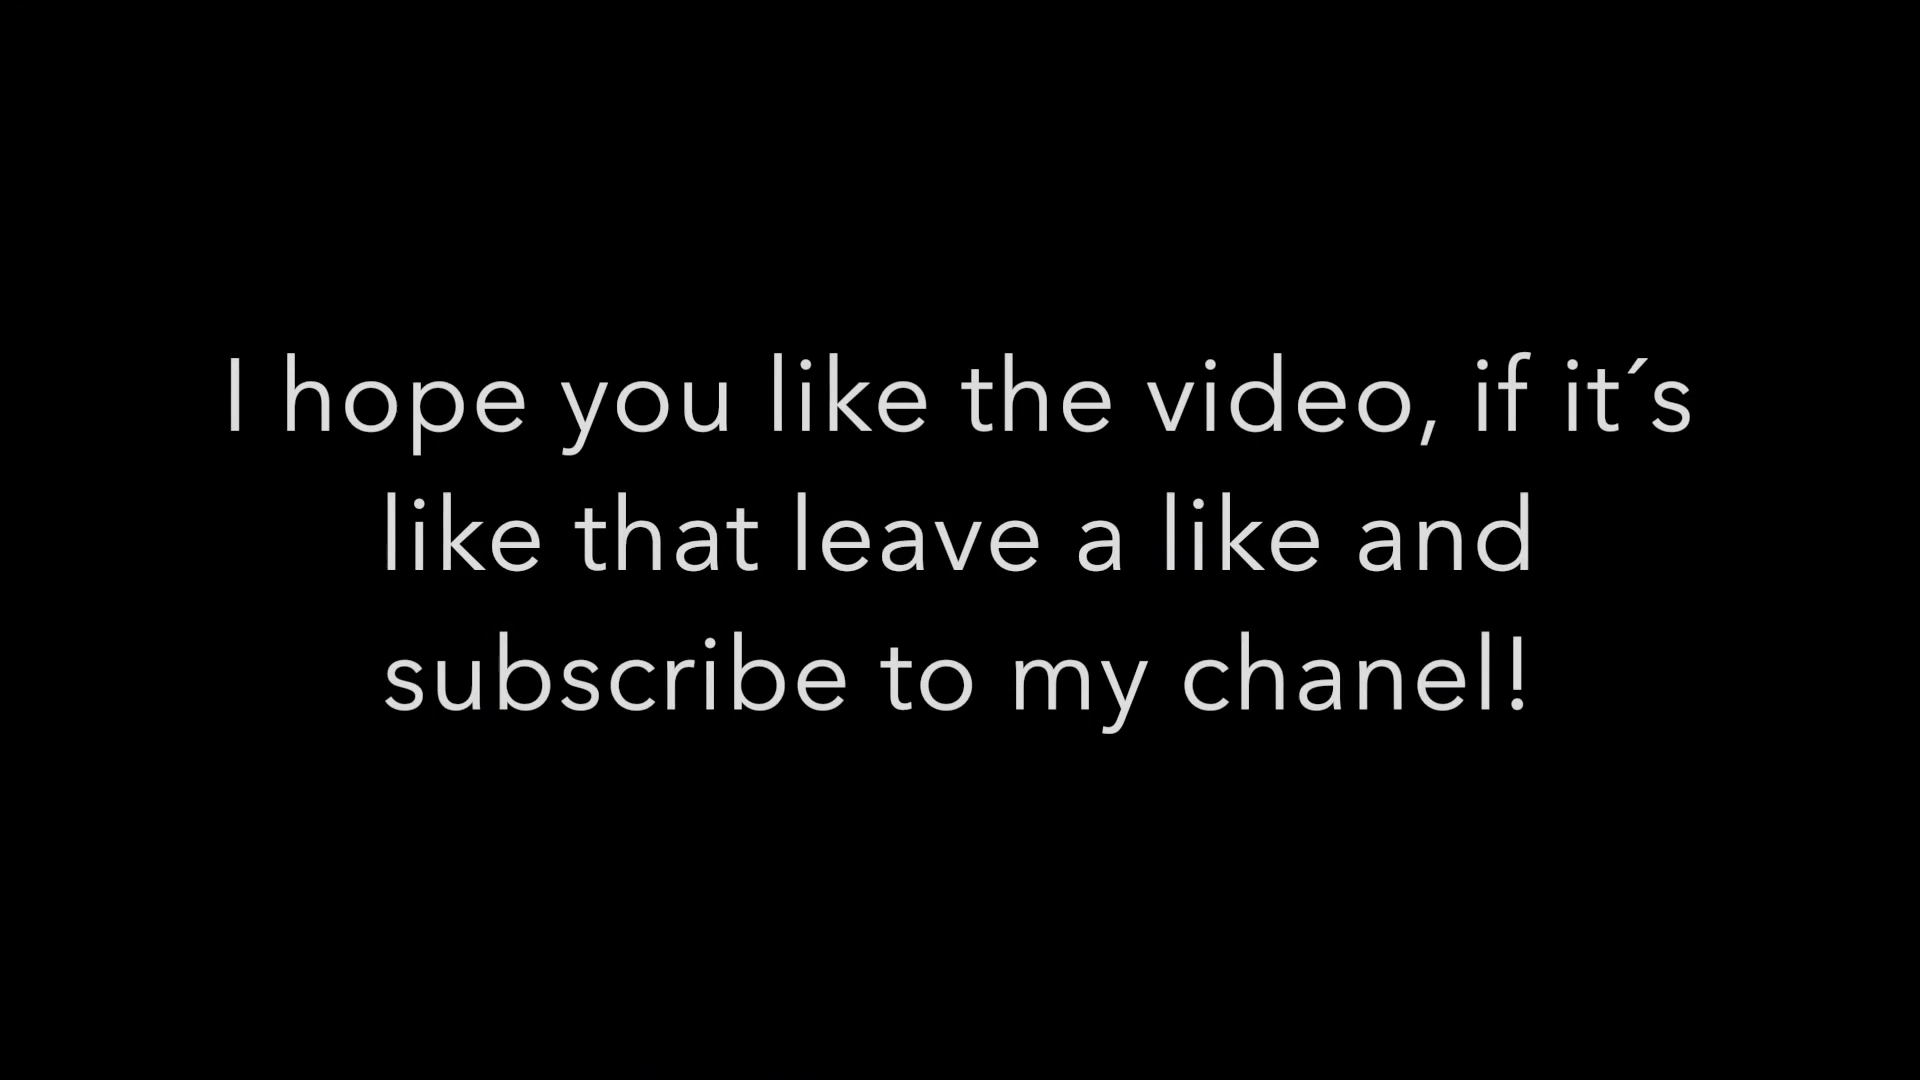 I hope you like the video, if it´s
like that leave a like and
subscribe to my chanel!